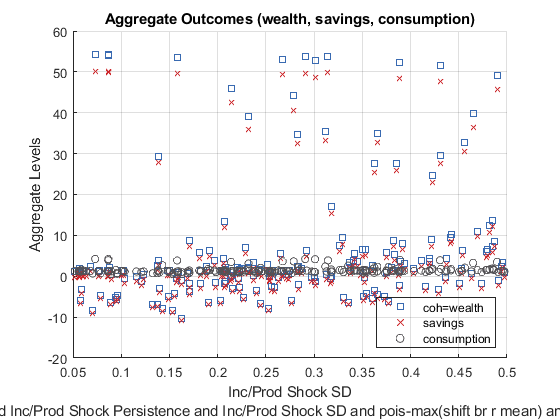 Aggregate Outcomes (wealth, savings, consumption)
60
50
40
30
20
10
0
-10
-20
Aggregate Levels
coh=wealth
savings
consumption
0.05 0.1 0.15 0.2 0.25 0.3 0.35 0.4 0.45 0.5
Inc/Prod Shock SD
d Inc/Prod Shock Persistence and Inc/Prod Shock SD and pois-max(shift br r mean) an